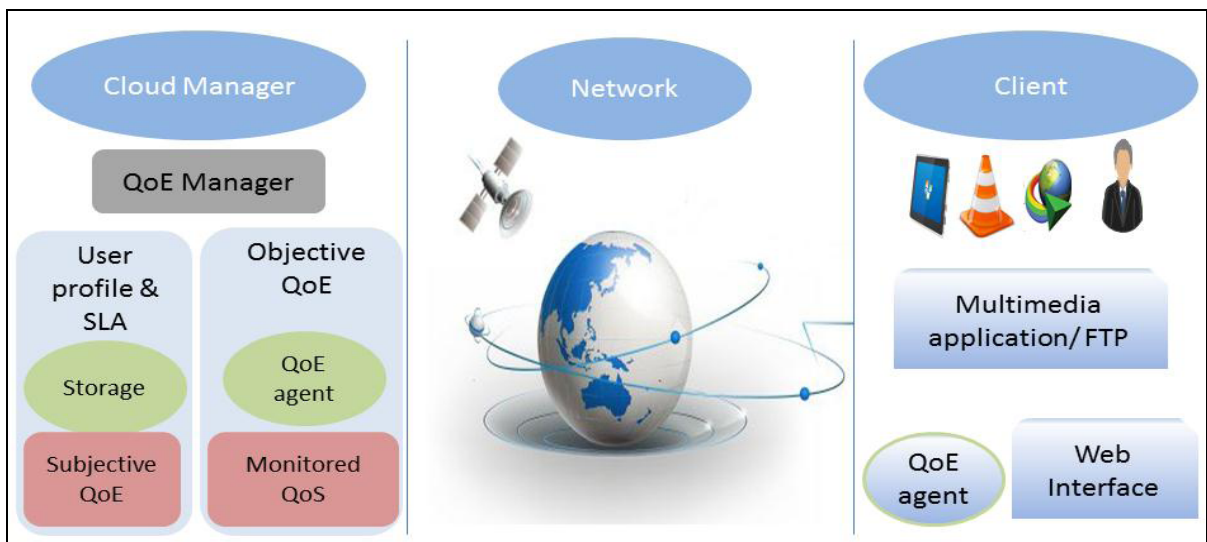 Cloud Manager
QoE Manager
User
profile &
SLA
Storage
Subjective
QoE
Objective
QoE
QoE
agent
Monitored
QoS
Network
Client
Multimedia
application/ FTP
QoE
agent
Web
Interface